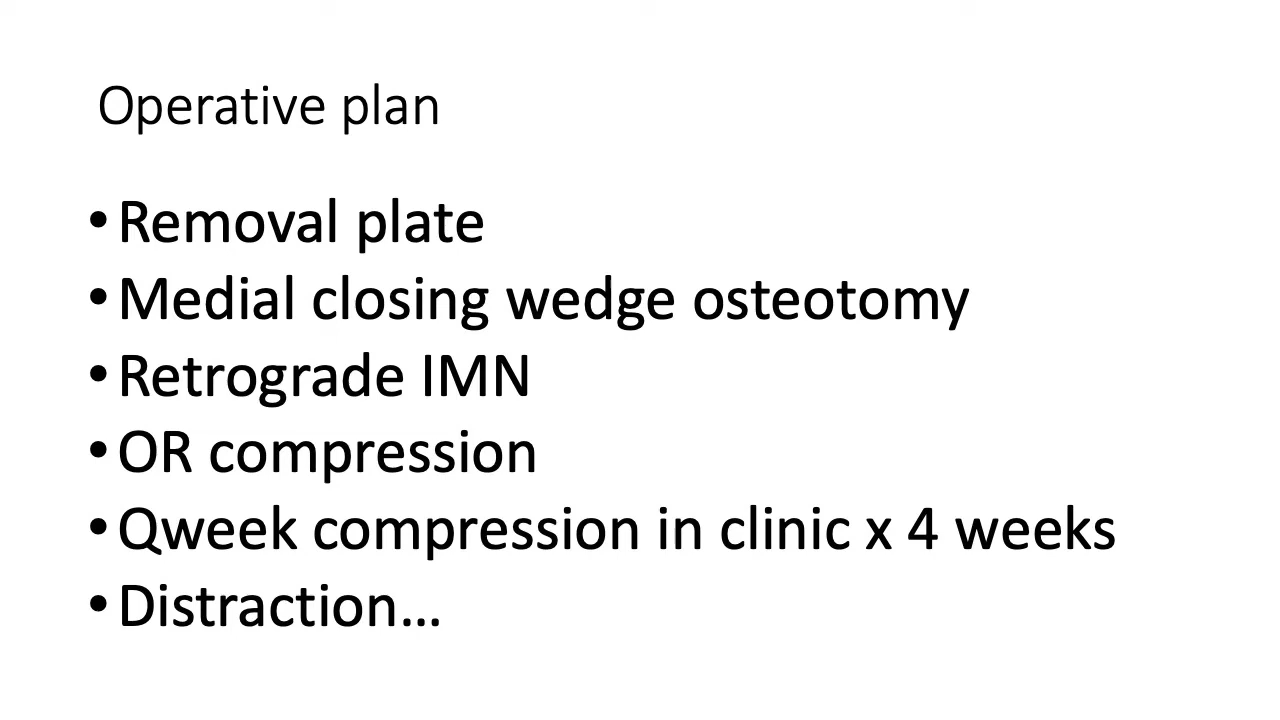 Operative plan
• Removal plate
• Medial closing wedge osteotomy
• Retrograde IMN
• OR compression
• Qweek compression in clinic x 4 weeks
• Distraction...